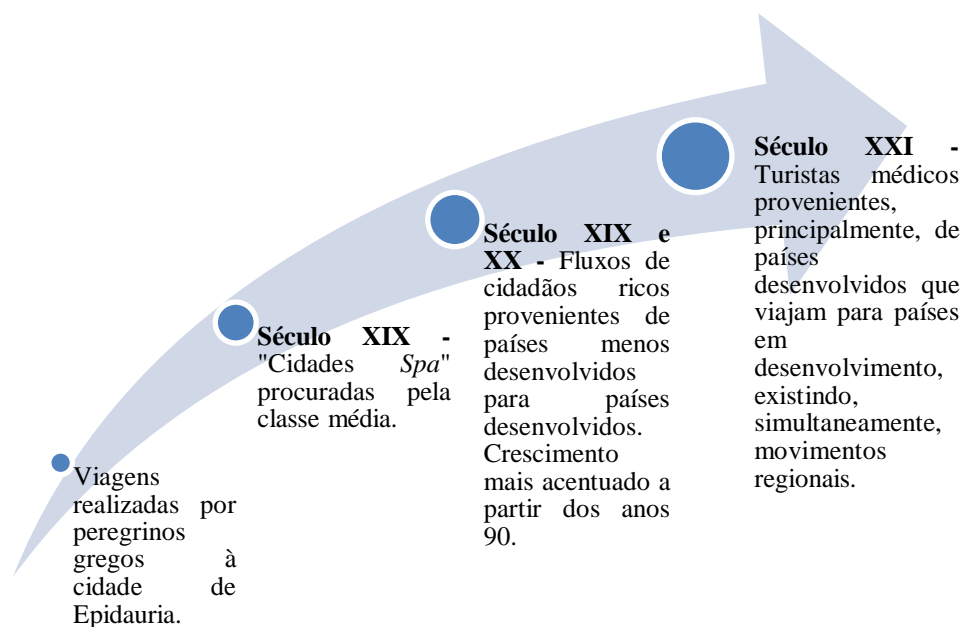 Viagens
realizadas por
peregrinos
gregos à
cidade de
Epidauria.
Século XIX -
"Cidades Spa"
procuradas pela
classe média.
Século XIX e
XX - Fluxos de
cidadãos ricos
provenientes de
países menos
desenvolvidos
para países
desenvolvidos.
Crescimento
mais acentuado a
partir dos anos
90.
Século XXI -
Turistas médicos
provenientes,
principalmente, de
países
desenvolvidos que
viajam para países
em
desenvolvimento,
existindo,
simultaneamente,
movimentos
regionais.